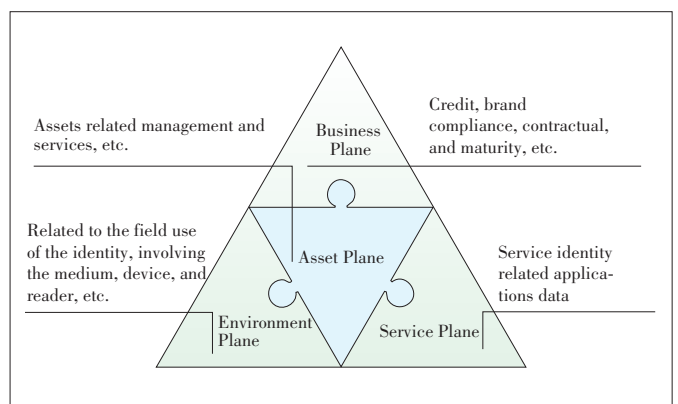 Credit, brand
compliance, contractual,
and maturity, etc.
Assets related management and
services, etc.
Business
Plane
Related to the field use
of the identity, involving
the medium, device, and
reader, etc.
Asset Plane
Service identity
related applica-
tions data
Environment
Plane
Service Plane